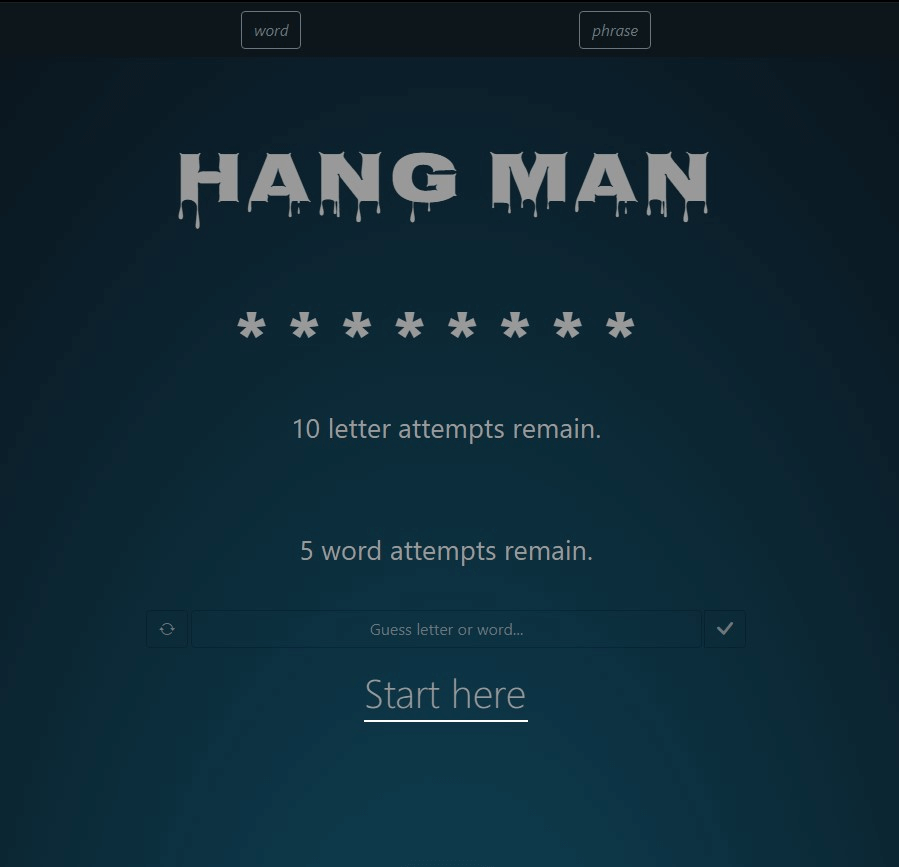 word phrase
HANG MAN
* * * * * * * *
10 letter attempts remain.
5 word attempts remain.
Guess letter or word...
Start here